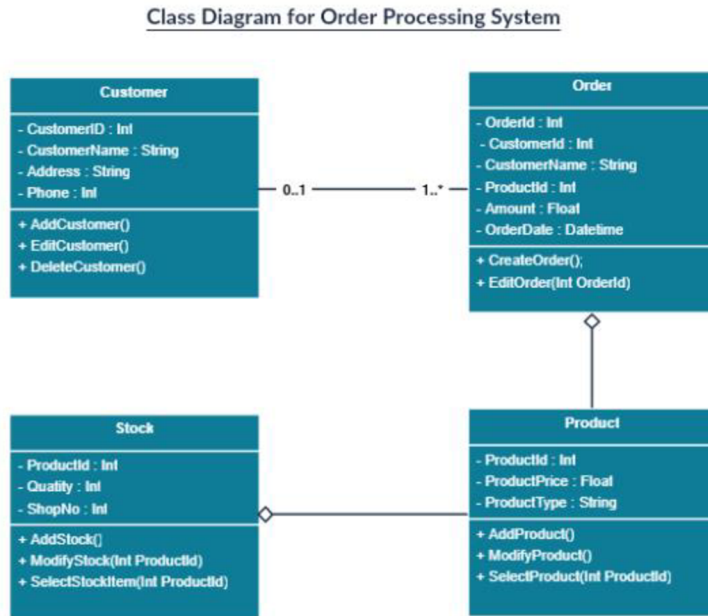 Class Diagram for Order Processing System
Customer
- CustomerID : Int
- CustomerName : String
- Address : String
- Phone : Int
+ AddCustomer()
+ EditCustomer()
+ DeleteCustomer()
0..1
1..*
Order
- OrderId : Int
- CustomerId : Int
- CustomerName : String
- ProductId : Int
- Amount : Float
- OrderDate : Datetime
+ CreateOrder();
+ EditOrder(Int OrderId)
Stock
- ProductId : Int
- Quatity : Int
- ShopNo : Int
+ AddStock()
+ ModifyStock(Int ProductId)
+ SelectStockItem(Int ProductId)
Product
- ProductId : Int
- ProductPrice : Float
- ProductType : String
+ AddProduct()
+ ModifyProduct()
+ SelectProduct(Int ProductId)